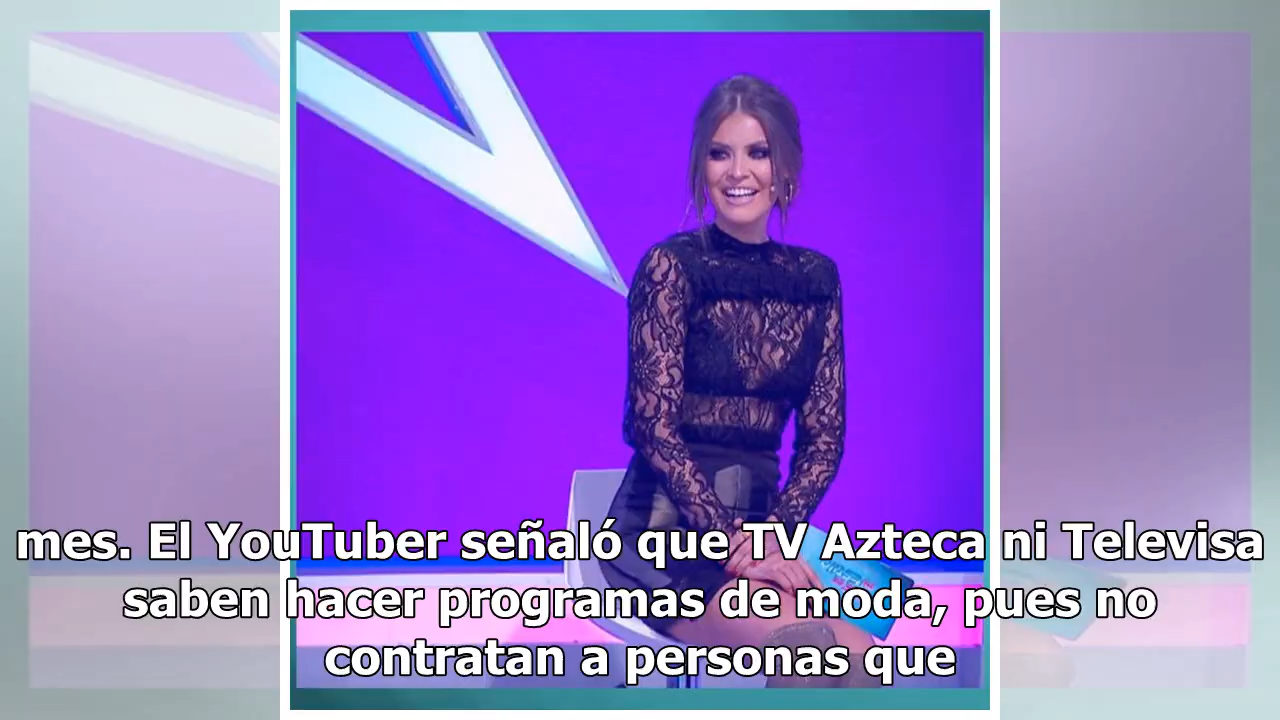 mes. El YouTuber señaló que TV Azteca ni Televisa
saben hacer programas de moda, pues no
contratan a personas que